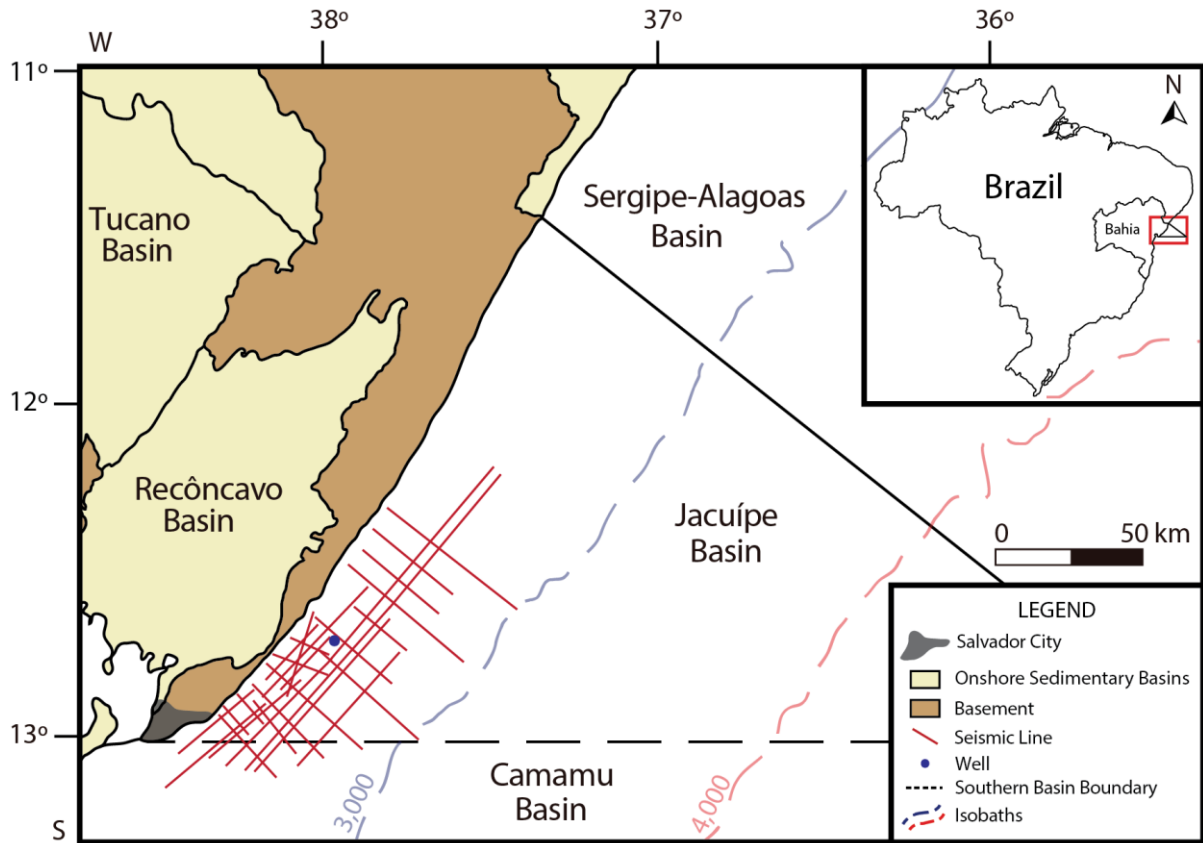 38º
37º
36º
W
11º
N
Sergipe-Alagoas
Basin
Brazil
Bahia
Tucano
Basin
12º
Recôncavo
Basin
Jacuípe
Basin
0
50 km
LEGEND
Salvador City
Onshore Sedimentary Basins
Basement
Seismic Line
Well
Southern Basin Boundary
Isobaths
13º
Camamu
Basin
3,000
4,000
S